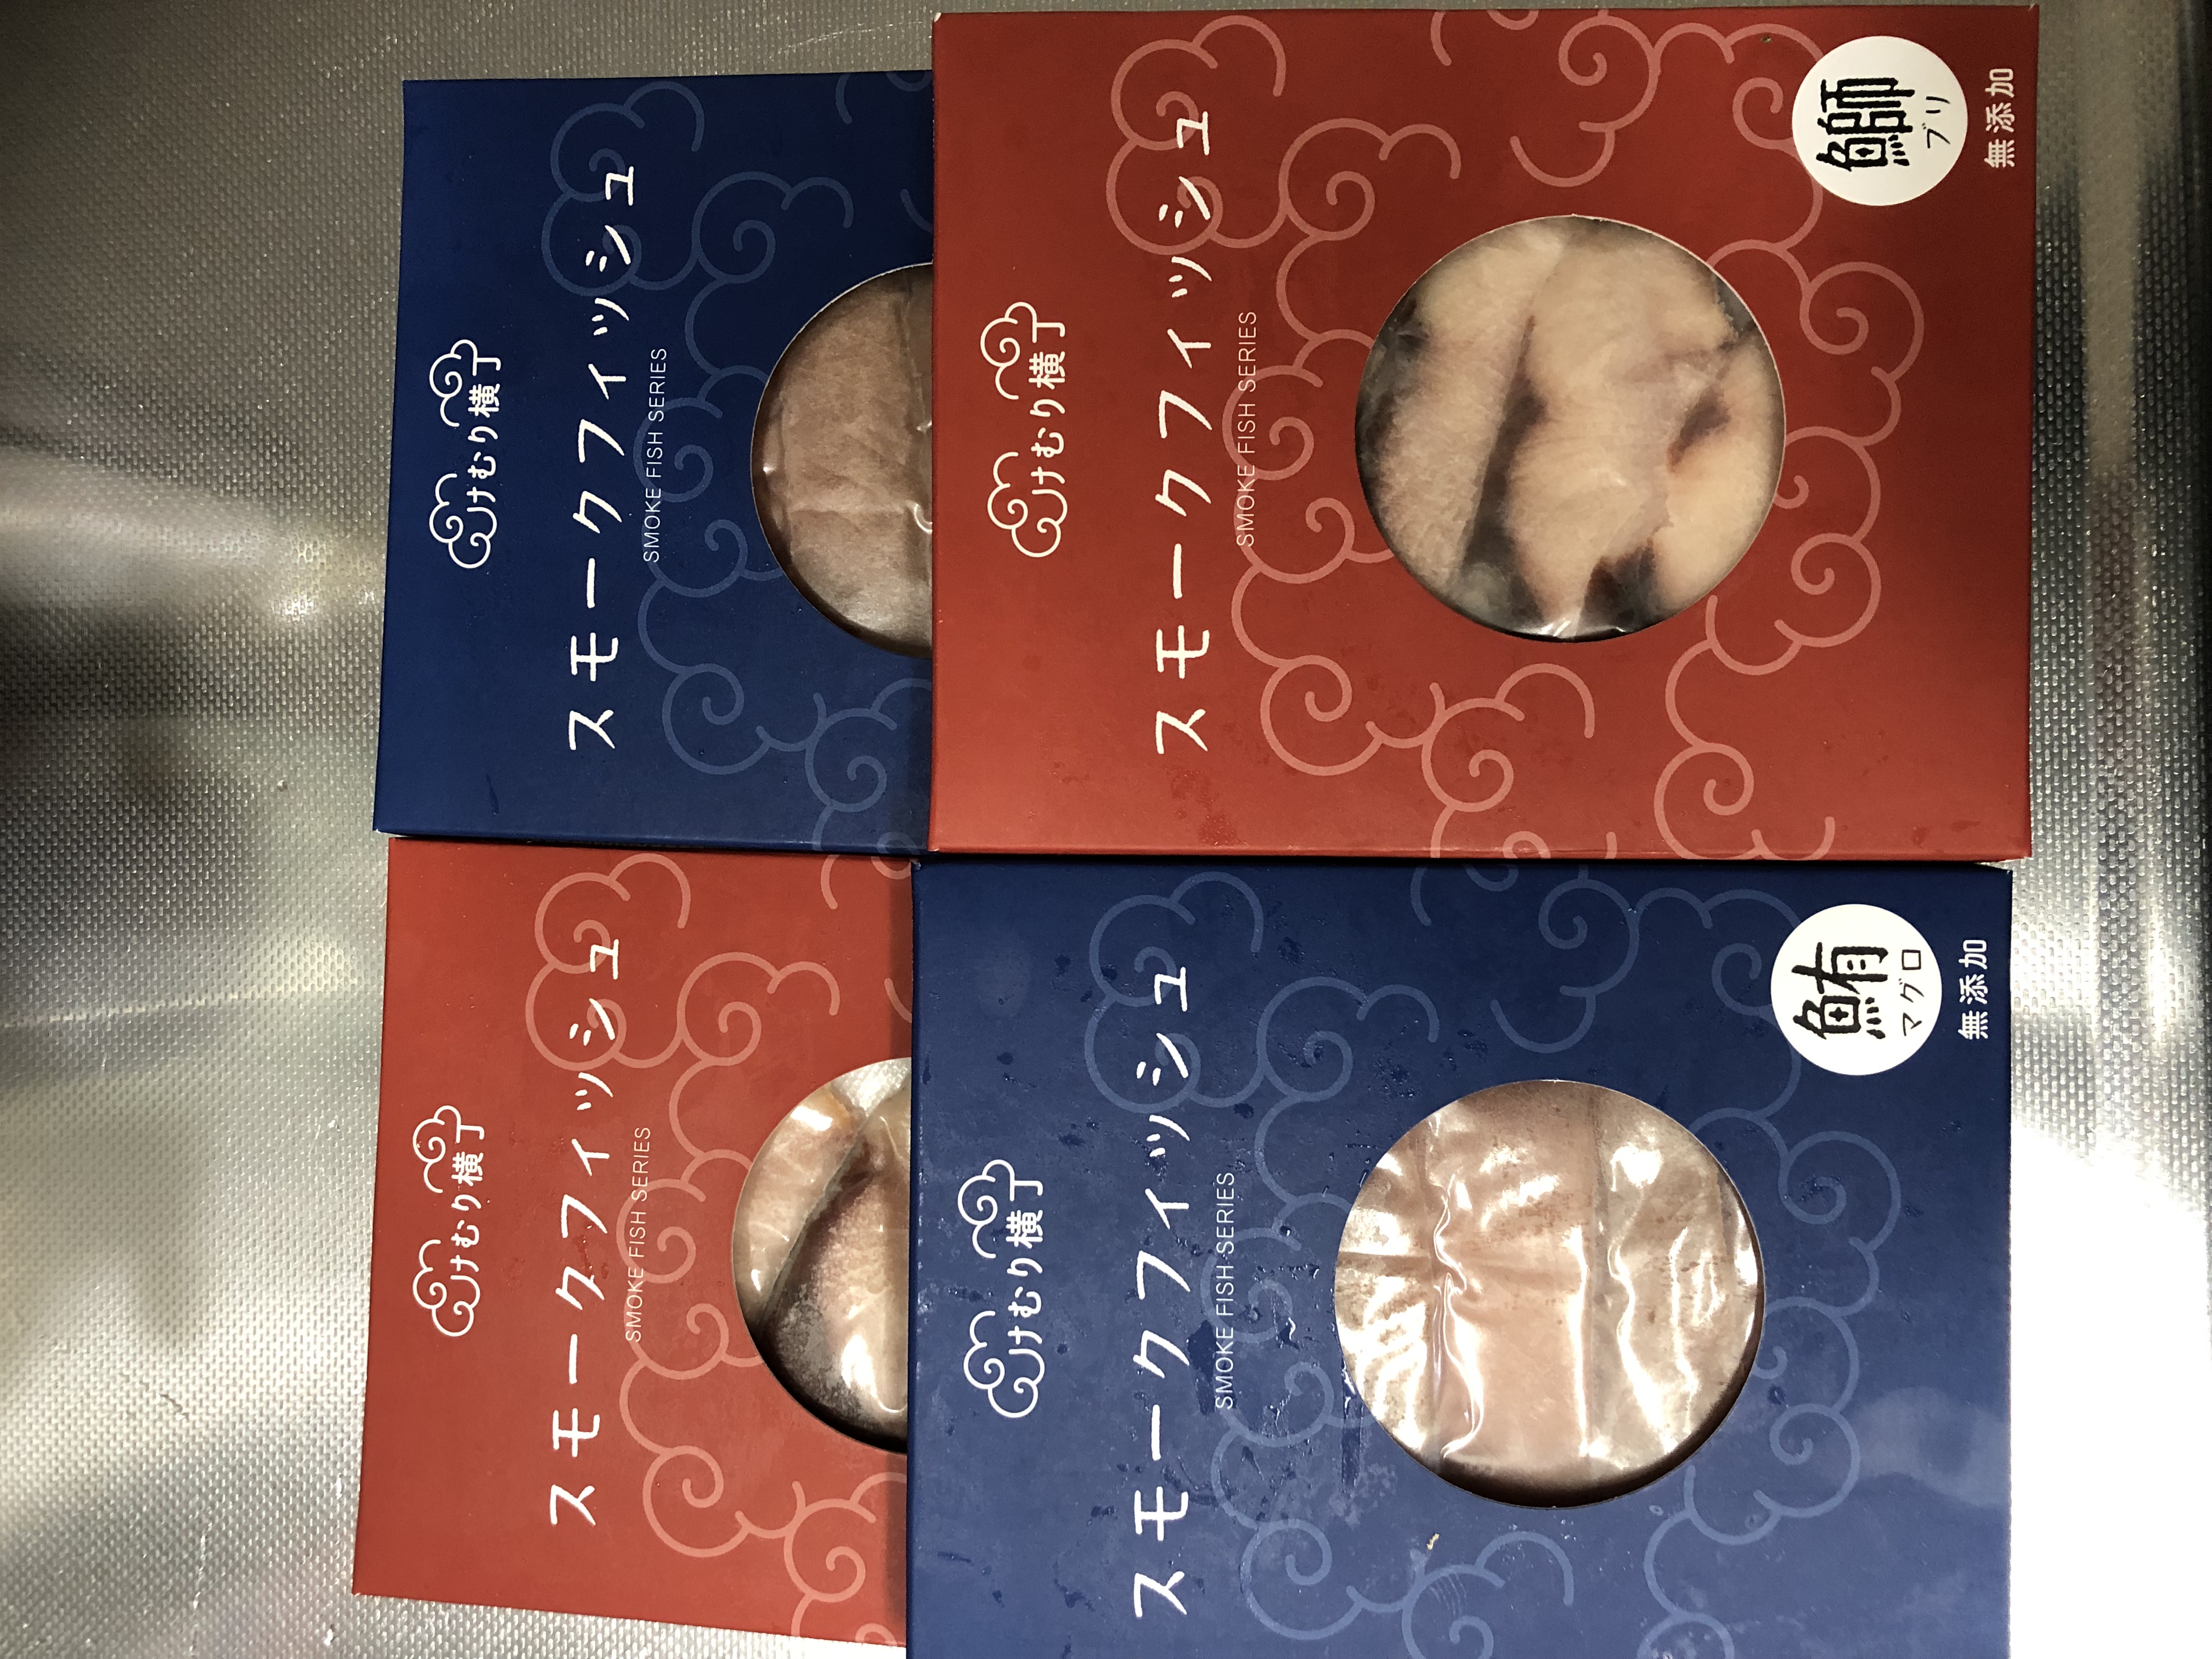 けむり横丁
スモークフィッシュ
SMOKE FISH SERIES
けむり横丁
スモークフィッシュ
SMOKE FISH SERIES
鰤
ブリ
無添加
けむり横丁
スモークフィッシュ
SMOKE FISH SERIES
けむり横丁
スモークフィッシュ
SMOKE FISH SERIES
鮪
マグロ
無添加